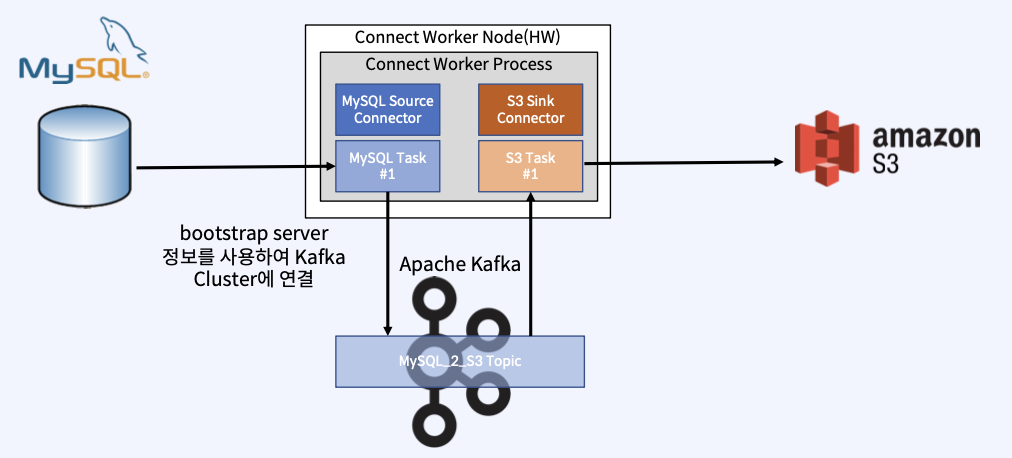 Connect Worker Node(HW)
Connect Worker Process
MySQL®
MySQL Source
Connector
S3 Sink
Connector
MySQL Task
#1
S3 Task
#1
amazon
S3
bootstrap server
정보를 사용하여 Kafka
Cluster에 연결
Apache Kafka
MySQL_2_S3 Topic